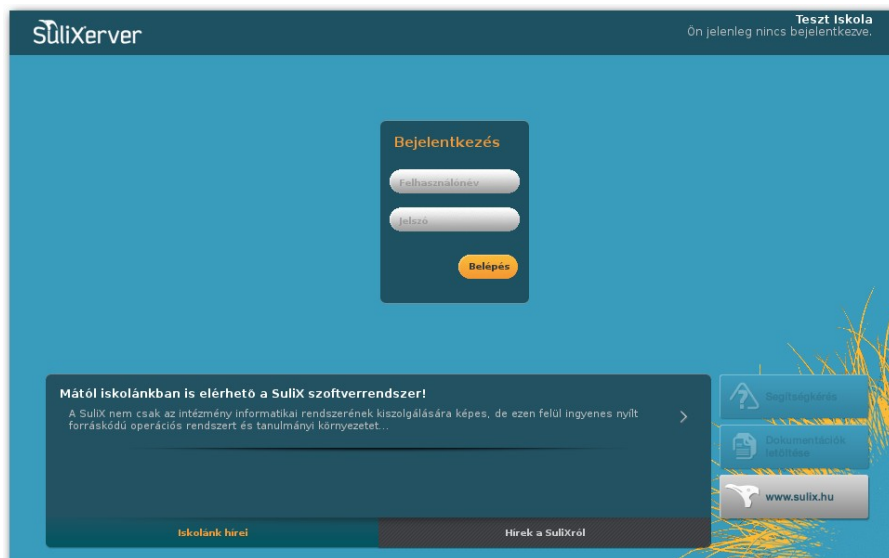 SuliXerver
Teszt Iskola
Ön jelenleg nincs bejelentkezve.
Bejelentkezés
Felhasználónév
Jelszó
Belépés
Mától iskolánkban is elérhető a SuliX szoftverrendszer!
A SuliX nem csak az intézmény informatikai rendszerének kiszolgálására képes, de ezen felül ingyenes nyílt
forráskódú operációs rendszert és tanulmányi környezetet...
Segítségkérés
Dokumentációk
letöltése
www.sulix.hu
Iskolánk hírei
Hírek a SuliXról